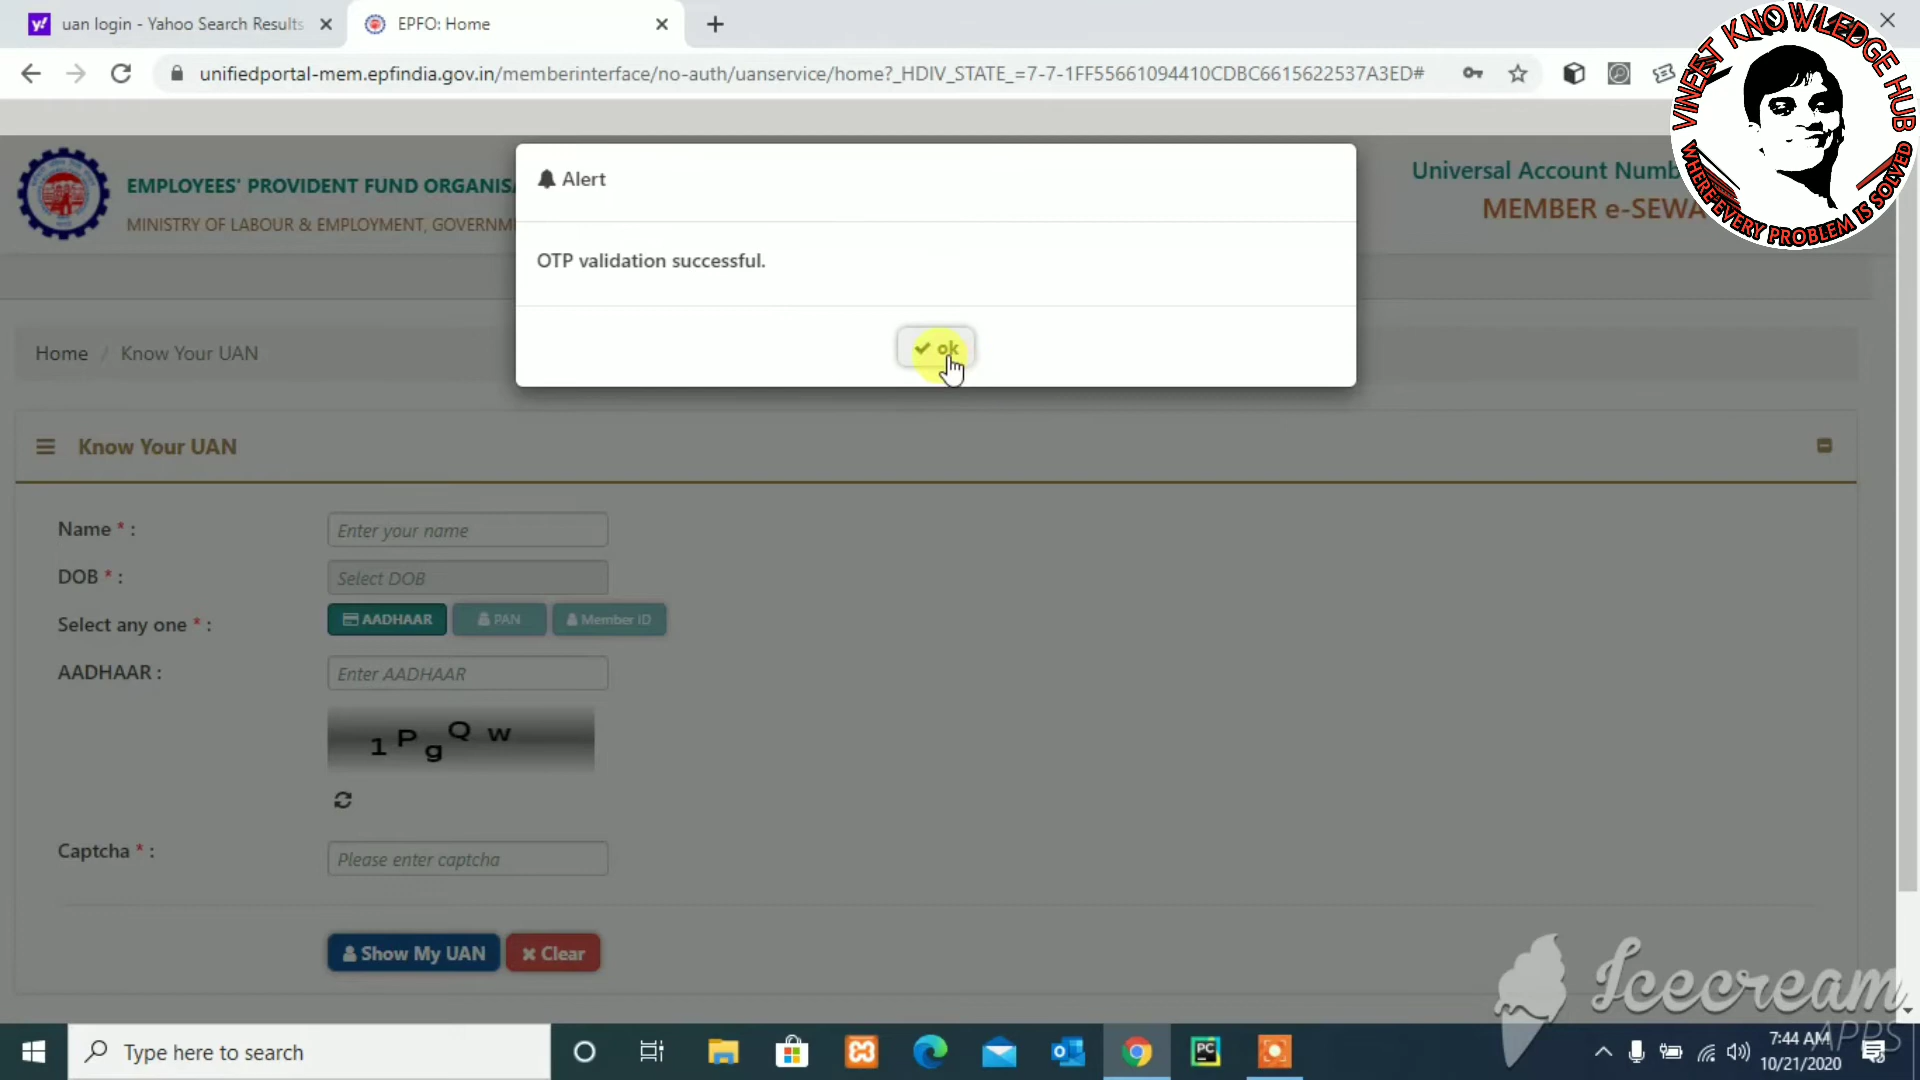 uan login - Yahoo Search Results
EPFO: Home
unifiedportal-mem.epfindia.gov.in/memberinterface/no-auth/uanservice/home?_HDIV_STATE_=7-7-1FF55661094410CDBC6615622537A3ED#
VINEET KNOWLEDGE HUB
WHERE EVERY PROBLEM IS SOLVED
EMPLOYEES' PROVIDENT FUND ORGANISA
MINISTRY OF LABOUR & EMPLOYMENT, GOVERNM
Universal Account Numb
MEMBER e-SEWA
Alert
OTP validation successful.
ok
Home / Know Your UAN
Know Your UAN
Name * :
Enter your name
DOB * :
Select DOB
Select any one * :
AADHAAR
PAN
Member ID
AADHAAR :
Enter AADHAAR
1 P g Q w
Captcha * :
Please enter captcha
Show My UAN
Clear
Icecream
APPS
Type here to search
PC
7:44 AM
10/21/2020